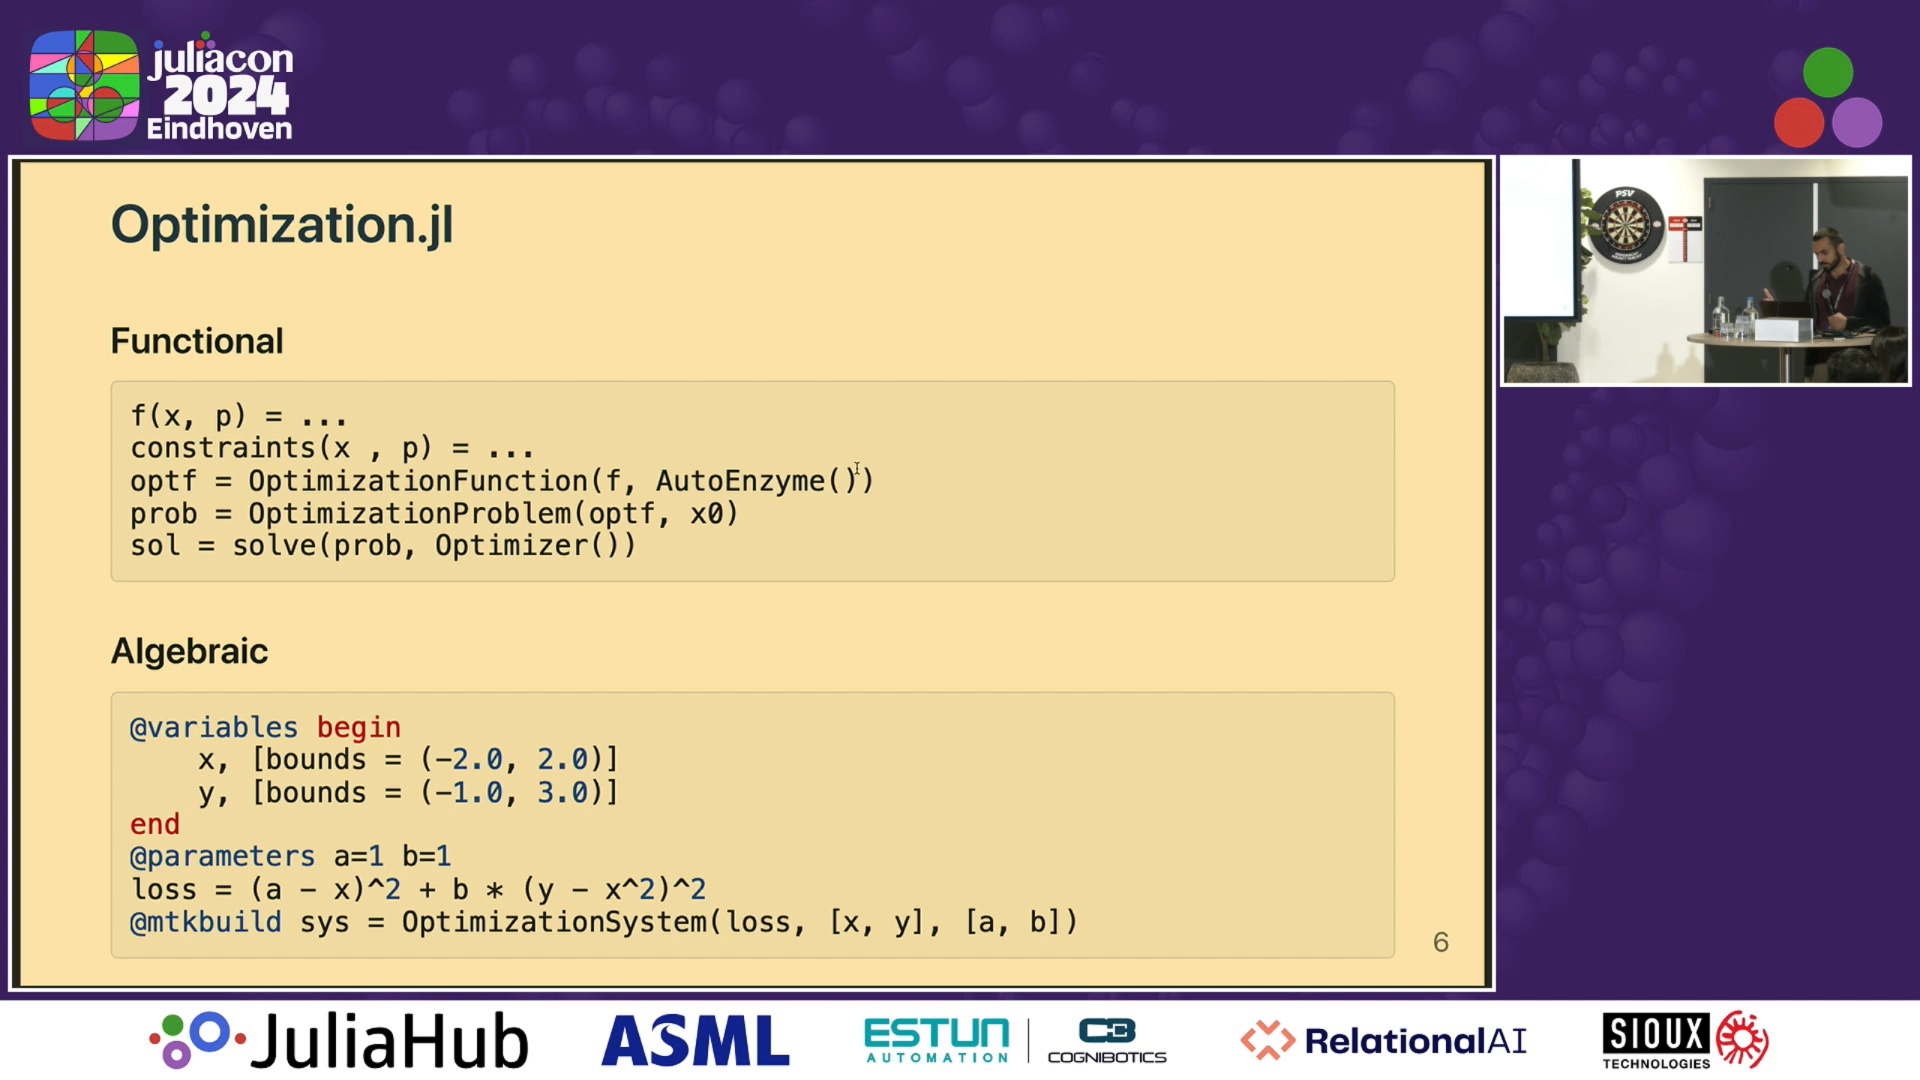 juliacon
2024
Eindhoven
Optimization.jl
Functional
f(x, p) = ...
constraints(x , p) = ...
optf = OptimizationFunction(f, AutoEnzyme())
prob = OptimizationProblem(optf, x0)
sol = solve(prob, Optimizer())
Algebraic
@variables begin
    x, [bounds = (-2.0, 2.0)]
    y, [bounds = (-1.0, 3.0)]
end
@parameters a=1 b=1
loss = (a - x)^2 + b * (y - x^2)^2
@mtkbuild sys = OptimizationSystem(loss, [x, y], [a, b])
6
PSV
JuliaHub
ASML
ESTUN
AUTOMATION
COGNIBOTICS
RelationalAI
SIOUX
TECHNOLOGIES